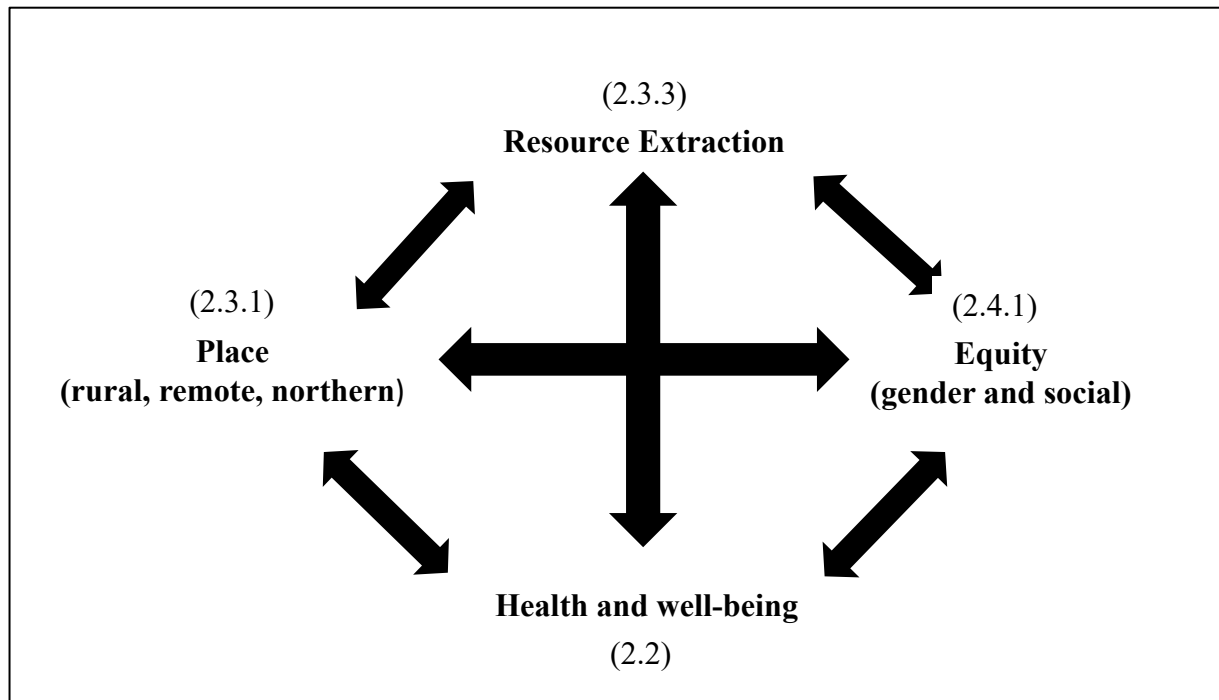 (2.3.3)
Resource Extraction
(2.3.1)
Place
(rural, remote, northern)
(2.4.1)
Equity
(gender and social)
Health and well-being
(2.2)